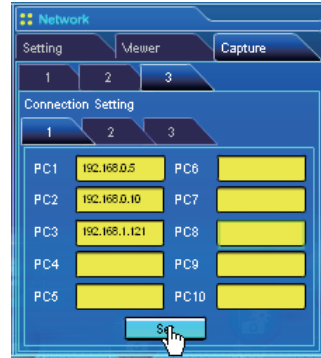 Network
Setting Viewer Capture
1 2 3
Connection Setting
1 2 3
PC1 192.168.0.5 PC6
PC2 192.168.0.10 PC7
PC3 192.168.1.121 PC8
PC4 PC9
PC5 PC10